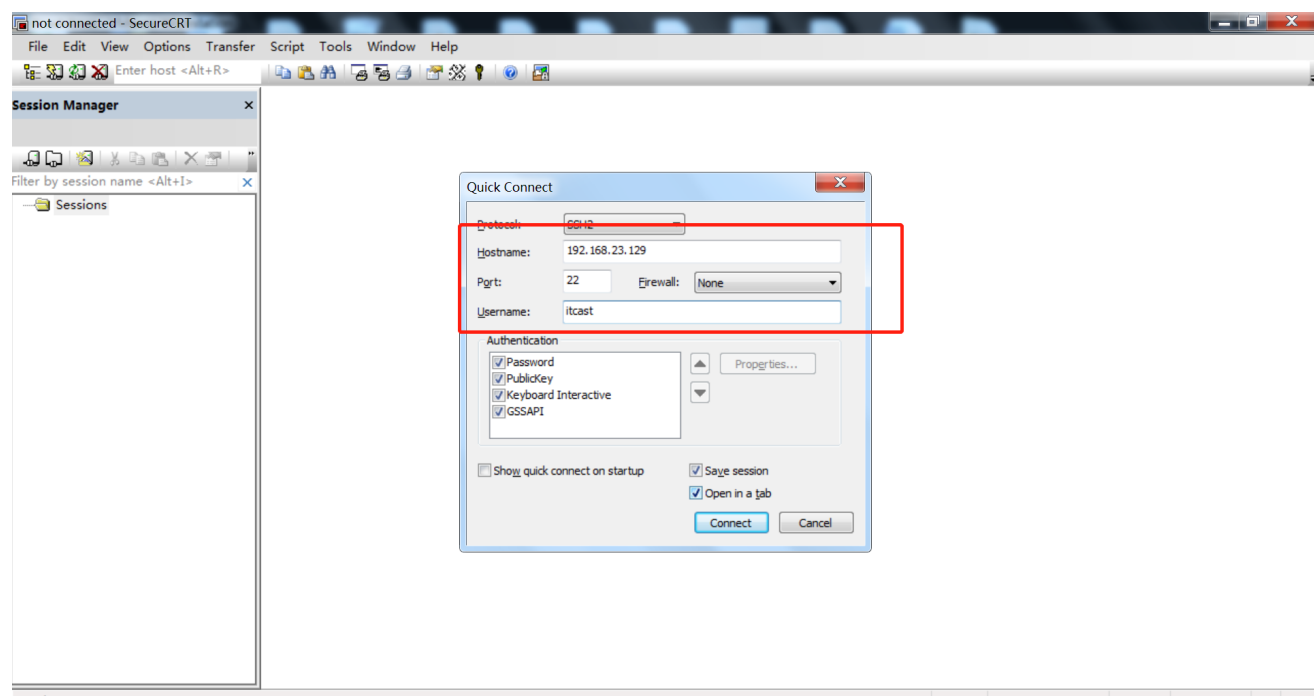 not connected - SecureCRT
File Edit View Options Transfer Script Tools Window Help
Enter host <Alt+R>
Session Manager
Filter by session name <Alt+I>
Sessions
Quick Connect
Protocol: SSH2
Hostname: 192.168.23.129
Port: 22 Firewall: None
Username: itcast
Authentication
Password
PublicKey
Keyboard Interactive
GSSAPI
Properties...
Show quick connect on startup
Save session
Open in a tab
Connect Cancel